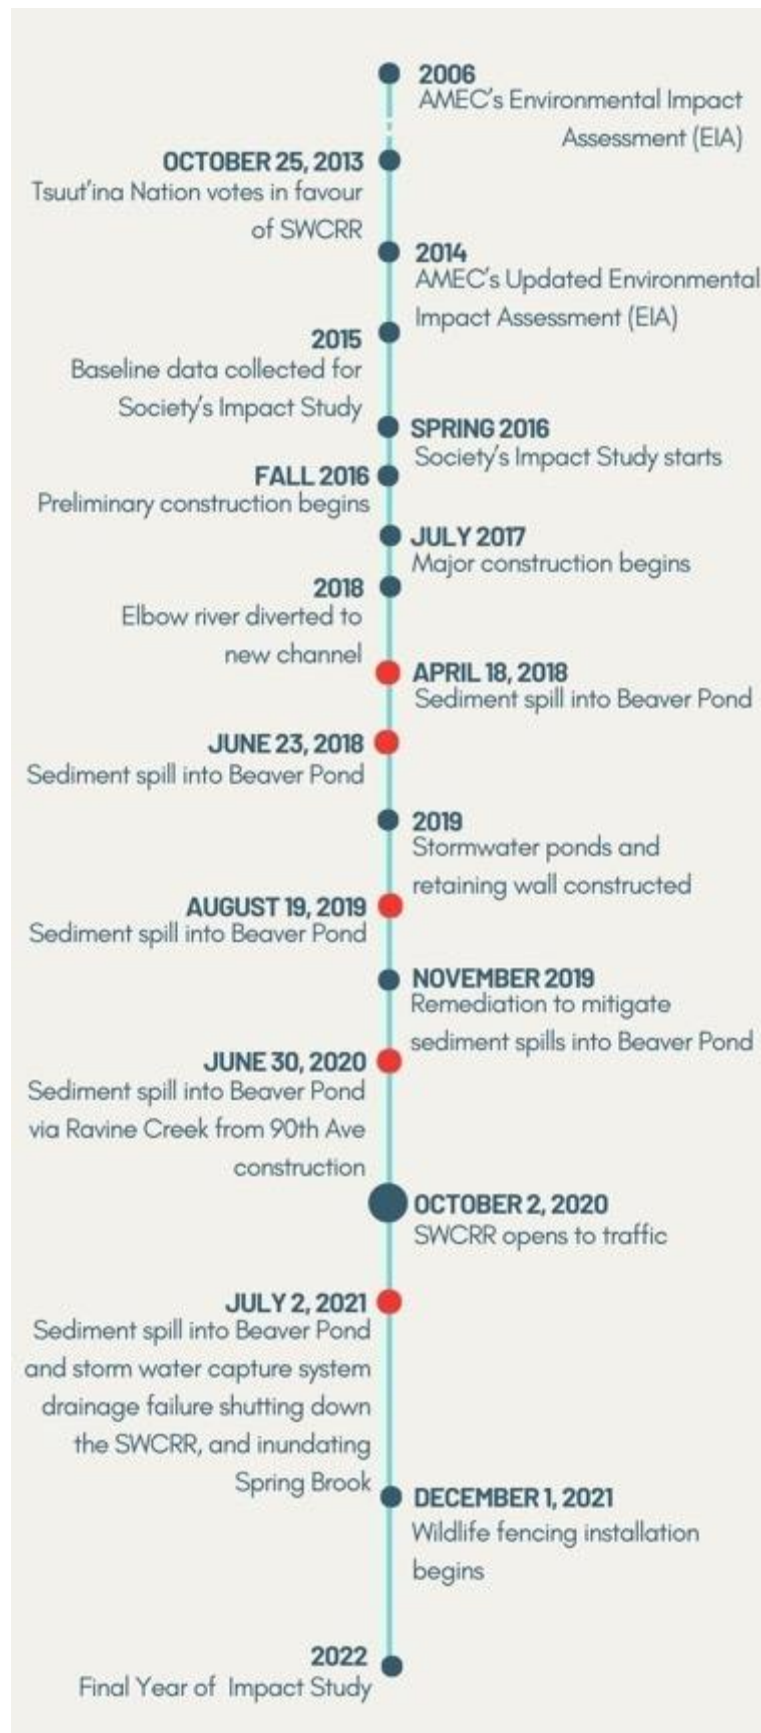 2006
AMEC's Environmental Impact
Assessment (EIA)
OCTOBER 25, 2013
Tsuut'ina Nation votes in favour
of SWCRR
2014
AMEC's Updated Environmental
Impact Assessment (EIA)
2015
Baseline data collected for
Society's Impact Study
SPRING 2016
Society's Impact Study starts
FALL 2016
Preliminary construction begins
JULY 2017
Major construction begins
2018
Elbow river diverted to
new channel
APRIL 18, 2018
Sediment spill into Beaver Pond
JUNE 23, 2018
Sediment spill into Beaver Pond
2019
Stormwater ponds and
retaining wall constructed
AUGUST 19, 2019
Sediment spill into Beaver Pond
NOVEMBER 2019
Remediation to mitigate
sediment spills into Beaver Pond
JUNE 30, 2020
Sediment spill into Beaver Pond
via Ravine Creek from 90th Ave
construction
OCTOBER 2, 2020
SWCRR opens to traffic
JULY 2, 2021
Sediment spill into Beaver Pond
and storm water capture system
drainage failure shutting down
the SWCRR, and inundating
Spring Brook
DECEMBER 1, 2021
Wildlife fencing installation
begins
2022
Final Year of Impact Study